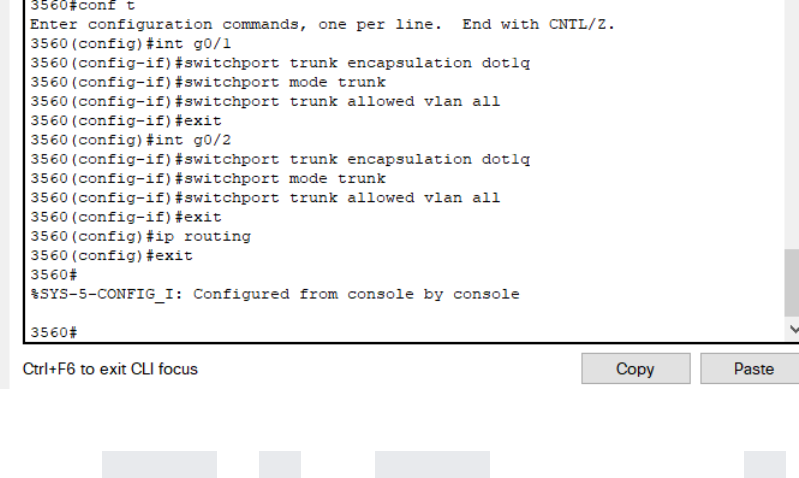 3560#conf t
Enter configuration commands, one per line.  End with CNTL/Z.
3560(config)#int g0/1
3560(config-if)#switchport trunk encapsulation dot1q
3560(config-if)#switchport mode trunk
3560(config-if)#switchport trunk allowed vlan all
3560(config-if)#exit
3560(config)#int g0/2
3560(config-if)#switchport trunk encapsulation dot1q
3560(config-if)#switchport mode trunk
3560(config-if)#switchport trunk allowed vlan all
3560(config-if)#exit
3560(config)#ip routing
3560(config)#exit
3560#
%SYS-5-CONFIG_I: Configured from console by console
3560#
Ctrl+F6 to exit CLI focus
Copy
Paste